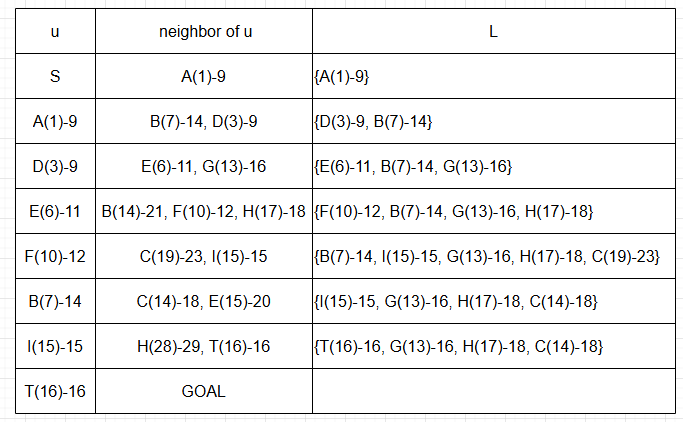 u neighbor of u L
S A(1)-9 {A(1)-9}
A(1)-9 B(7)-14, D(3)-9 {D(3)-9, B(7)-14}
D(3)-9 E(6)-11, G(13)-16 {E(6)-11, B(7)-14, G(13)-16}
E(6)-11 B(14)-21, F(10)-12, H(17)-18 {F(10)-12, B(7)-14, G(13)-16, H(17)-18}
F(10)-12 C(19)-23, I(15)-15 {B(7)-14, I(15)-15, G(13)-16, H(17)-18, C(19)-23}
B(7)-14 C(14)-18, E(15)-20 {I(15)-15, G(13)-16, H(17)-18, C(14)-18}
I(15)-15 H(28)-29, T(16)-16 {T(16)-16, G(13)-16, H(17)-18, C(14)-18}
T(16)-16 GOAL